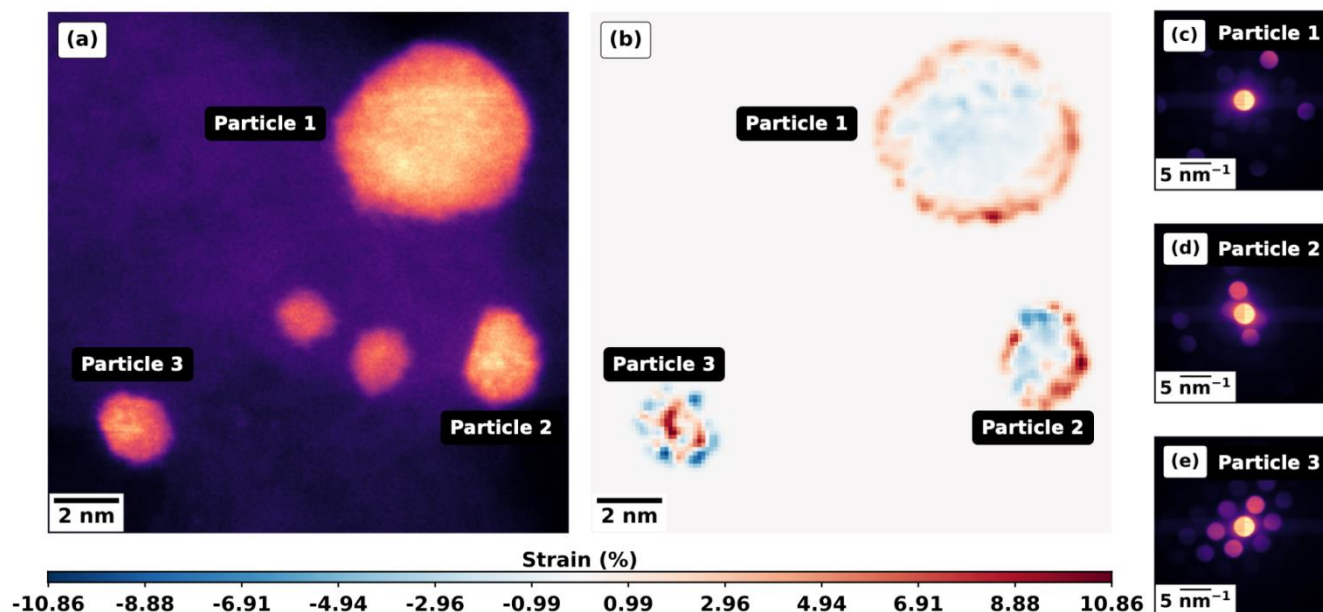 (a)
Particle 1
Particle 3
Particle 2
2 nm
(b)
Particle 1
Particle 3
Particle 2
2 nm
(c) Particle 1
5 nm⁻¹
(d) Particle 2
5 nm⁻¹
(e) Particle 3
5 nm⁻¹
Strain (%)
-10.86 -8.88 -6.91 -4.94 -2.96 -0.99 0.99 2.96 4.94 6.91 8.88 10.86